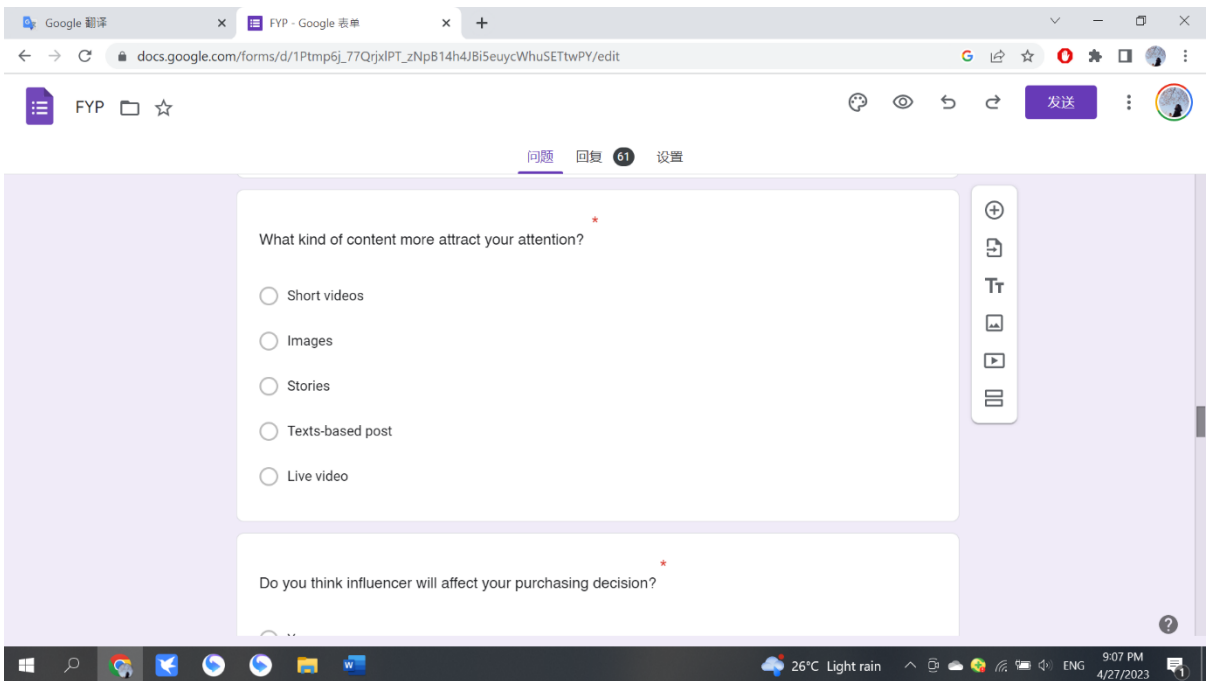 Google 翻译
FYP - Google 表单
docs.google.com/forms/d/1Ptmp6j_77QrjxlPT_zNpB14h4JBi5euycWhuSETtwPY/edit
FYP
发送
问题 回复 61 设置
What kind of content more attract your attention? *
Short videos
Images
Stories
Texts-based post
Live video
Do you think influencer will affect your purchasing decision? *
26°C Light rain
ENG
9:07 PM
4/27/2023